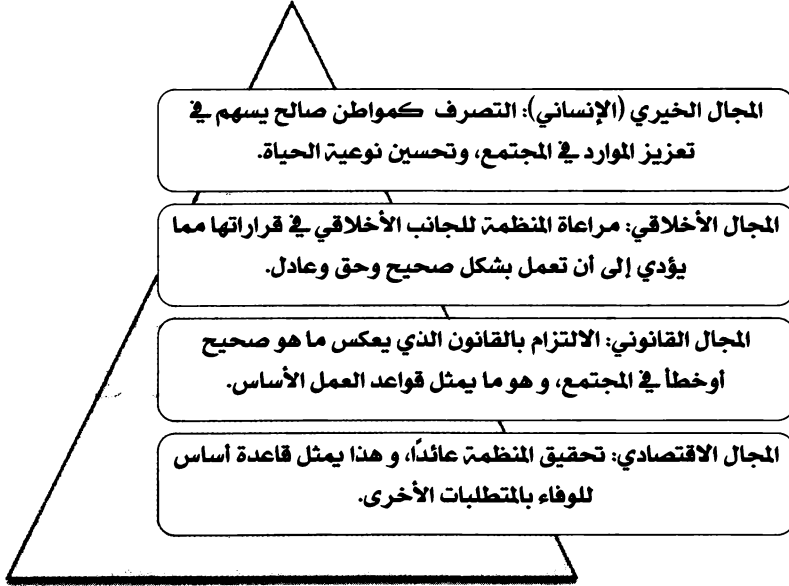 المجال الخيري (الإنساني): التصرف كمواطن صالح يسهم في
تعزيز الموارد في المجتمع، وتحسين نوعية الحياة.
المجال الأخلاقي: مراعاة المنظمة للجانب الأخلاقي في قراراتها مما
يؤدي إلى أن تعمل بشكل صحيح وحق وعادل.
المجال القانوني: الالتزام بالقانون الذي يعكس ما هو صحيح
أوخطأ في المجتمع، و هو ما يمثل قواعد العمل الأساس.
المجال الاقتصادي: تحقيق المنظمة عائدًا، و هذا يمثل قاعدة أساس
للوفاء بالمتطلبات الأخرى.